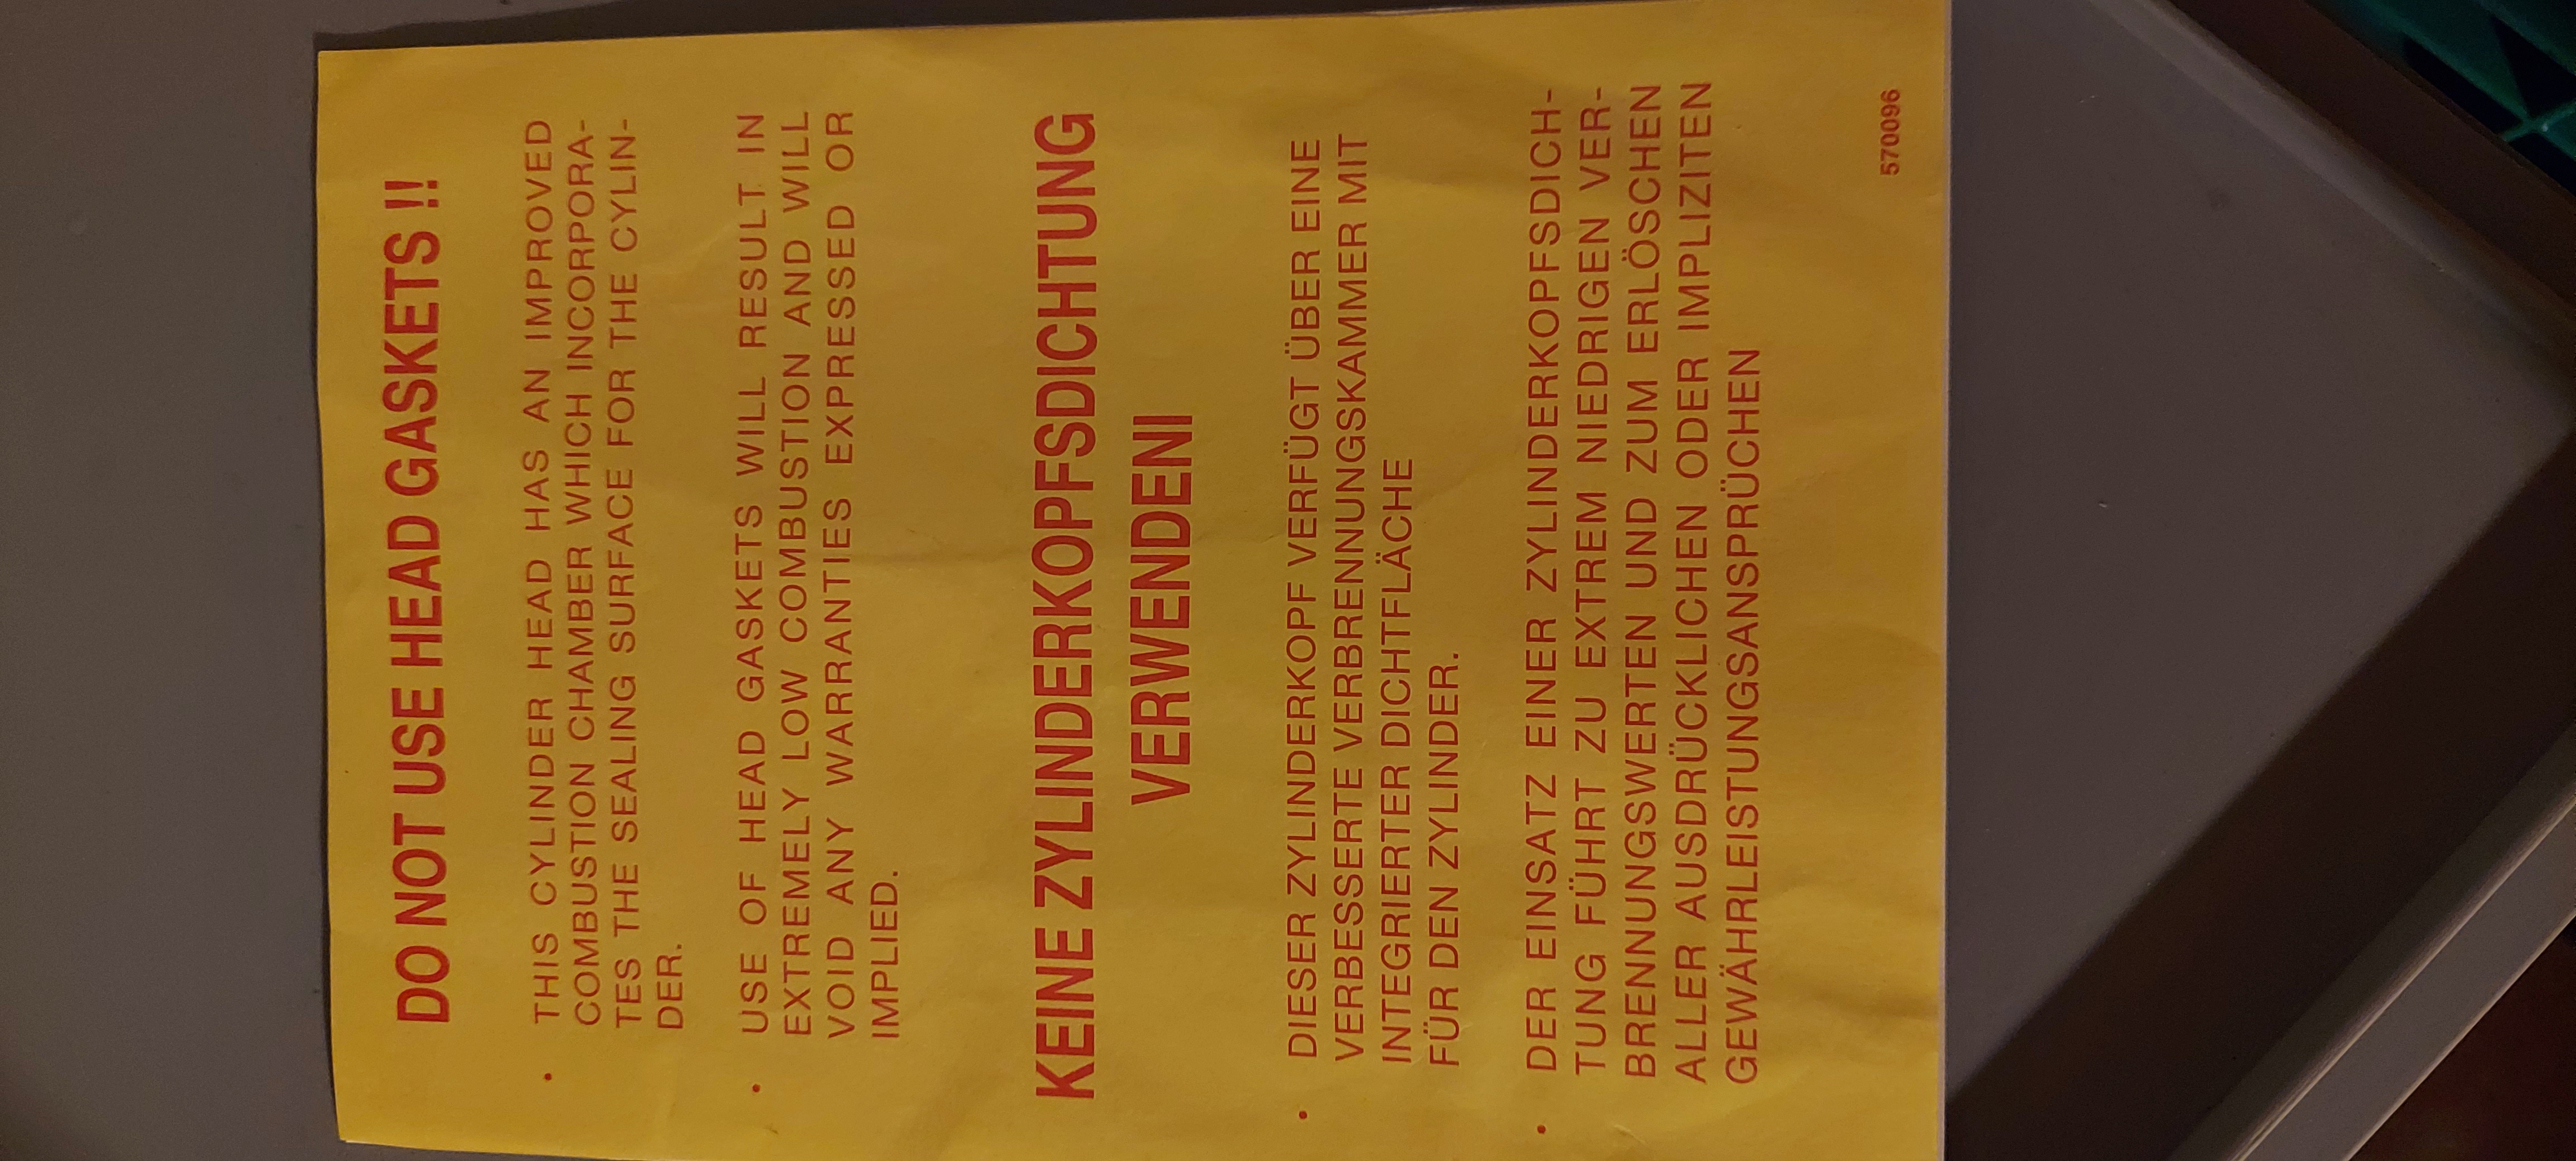 DO NOT USE HEAD GASKETS !!
• THIS CYLINDER HEAD HAS AN IMPROVED
COMBUSTION CHAMBER WHICH INCORPORA-
TES THE SEALING SURFACE FOR THE CYLIN-
DER.
• USE OF HEAD GASKETS WILL RESULT IN
EXTREMELY LOW COMBUSTION AND WILL
VOID ANY WARRANTIES EXPRESSED OR
IMPLIED.
KEINE ZYLINDERKOPFSDICHTUNG
VERWENDENI
• DIESER ZYLINDERKOPF VERFÜGT ÜBER EINE
VERBESSERTE VERBRENNUNGSKAMMER MIT
INTEGRIERTER DICHTFLÄCHE
FÜR DEN ZYLINDER.
• DER EINSATZ EINER ZYLINDERKOPFSDICH-
TUNG FÜHRT ZU EXTREM NIEDRIGEN VER-
BRENNUNGSWERTEN UND ZUM ERLÖSCHEN
ALLER AUSDRÜCKLICHEN ODER IMPLIZITEN
GEWÄHRLEISTUNGSANSPRÜCHEN
570096